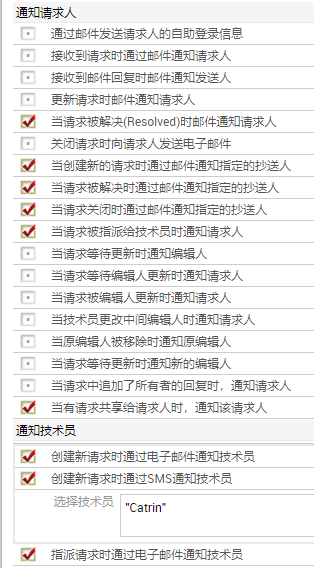 通知请求人
通过邮件发送请求人的自助登录信息
接收到请求时通过邮件通知请求人
接收到邮件回复时邮件通知发送人
更新请求时邮件通知请求人
当请求被解决(Resolved)时邮件通知请求人
关闭请求时向请求人发送电子邮件
当创建新的请求时通过邮件通知指定的抄送人
当请求被解决时通过邮件通知指定的抄送人
当请求关闭时通过邮件通知指定的抄送人
当请求被指派给技术员时通知请求人
当请求等待更新时通知编辑人
当请求等待编辑人更新时通知请求人
当请求被编辑人更新时通知请求人
当技术员更改中间编辑人时通知请求人
当原编辑人被移除时通知原编辑人
当请求等待更新时通知新的编辑人
当请求中追加了所有者的回复时，通知请求人
当有请求共享给请求人时，通知该请求人
通知技术员
创建新请求时通过电子邮件通知技术员
创建新请求时通过SMS通知技术员
选择技术员
"Catrin"
指派请求时通过电子邮件通知技术员